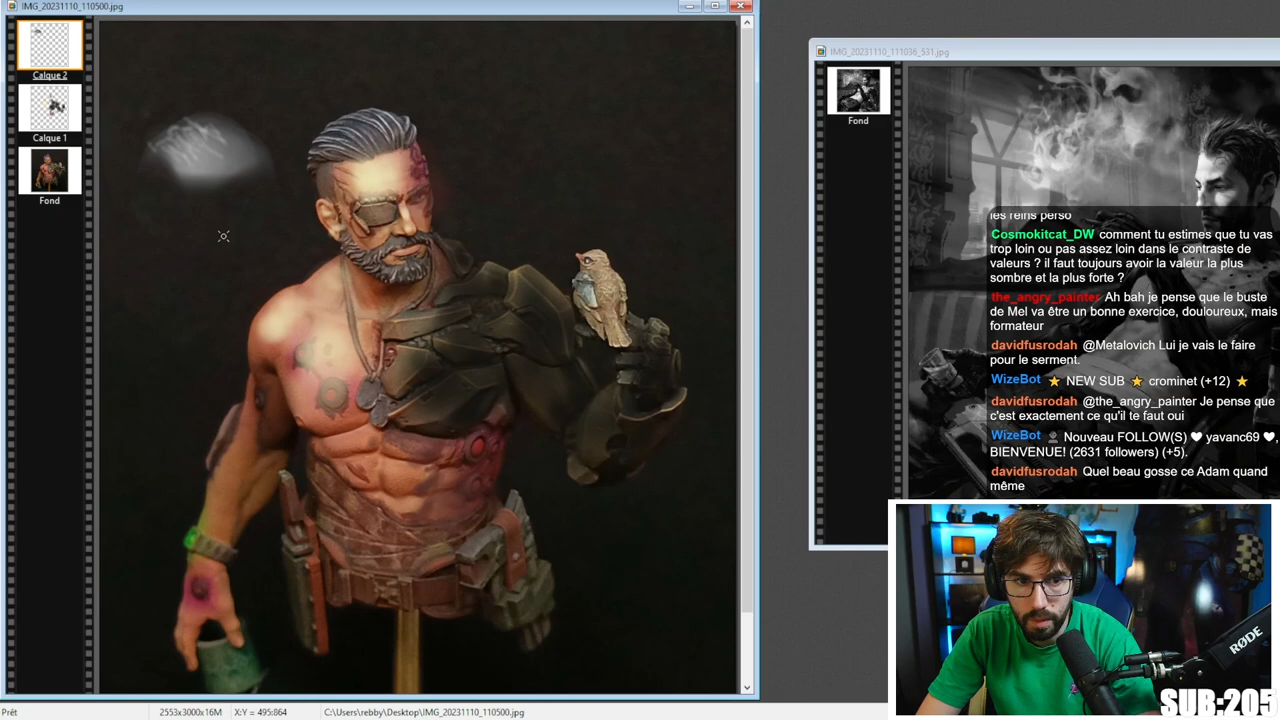 IMG_20231110_110500.jpg
Calque 2
Calque 1
Fond
IMG_20231110_111036_531.jpg
Fond
les reins perso
Cosmokitcat_DW comment tu estimes que tu vas
trop loin ou pas assez loin dans le contraste de
valeurs ? il faut toujours avoir la valeur la plus
sombre et la plus forte ?
the_angry_painter Ah bah je pense que le buste
de Mel va être un bonne exercice, douloureux, mais
formateur
davidfusrodah @Metalovich Lui je vais le faire
pour le serment.
WizeBot ⭐ NEW SUB ⭐ crominet (+12) ⭐
davidfusrodah @the_angry_painter Je pense que
c'est exactement ce qu'il te faut oui
WizeBot 👤 Nouveau FOLLOW(S) ♥ yavanc69 ♥,
BIENVENUE! (2631 followers) (+5).
davidfusrodah Quel beau gosse ce Adam quand
même
RØDE
SUB:205
Prêt
2553x3000x16M
X:Y = 495:864
C:\Users\rebby\Desktop\IMG_20231110_110500.jpg